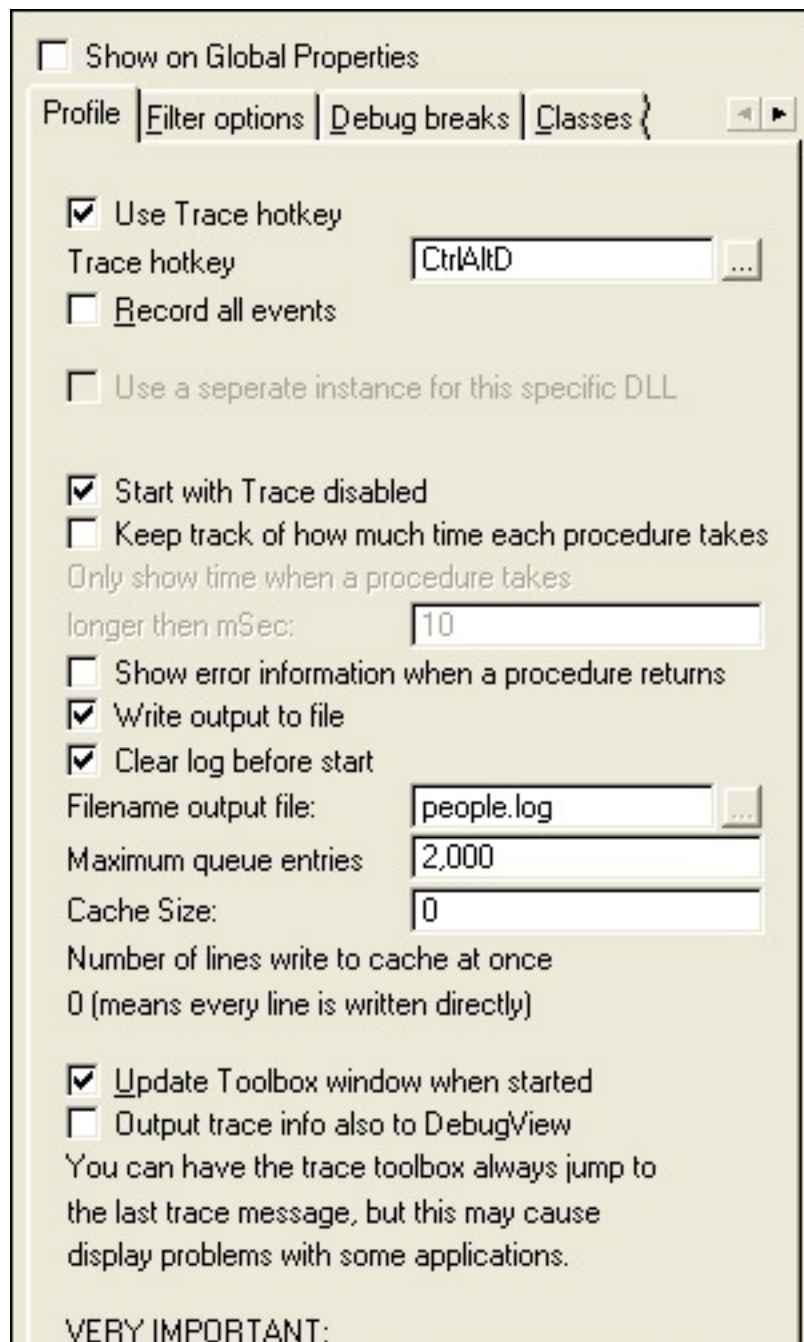 Show on Global Properties
Profile Filter options Debug breaks Classes
Use Trace hotkey
Trace hotkey CtrlAltD ...
Record all events
Use a seperate instance for this specific DLL
Start with Trace disabled
Keep track of how much time each procedure takes
Only show time when a procedure takes
longer then mSec: 10
Show error information when a procedure returns
Write output to file
Clear log before start
Filename output file: people.log ...
Maximum queue entries 2,000
Cache Size: 0
Number of lines write to cache at once
0 (means every line is written directly)
Update Toolbox window when started
Output trace info also to DebugView
You can have the trace toolbox always jump to
the last trace message, but this may cause
display problems with some applications.
VERY IMPORTANT: